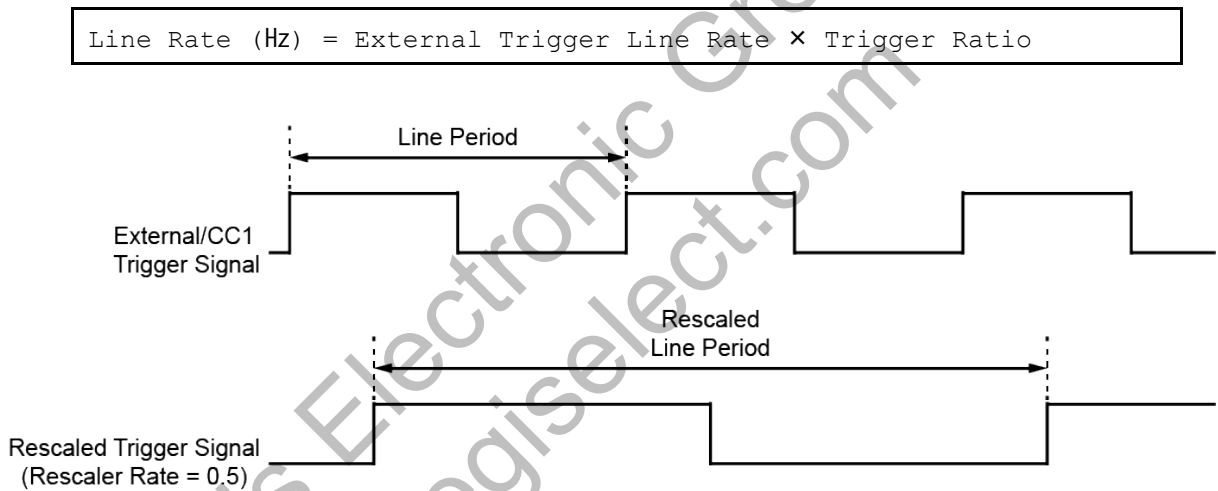 Line Rate (Hz) = External Trigger Line Rate × Trigger Ratio
Line Period
External/CC1
Trigger Signal
Rescaled
Line Period
Rescaled Trigger Signal
(Rescaler Rate = 0.5)